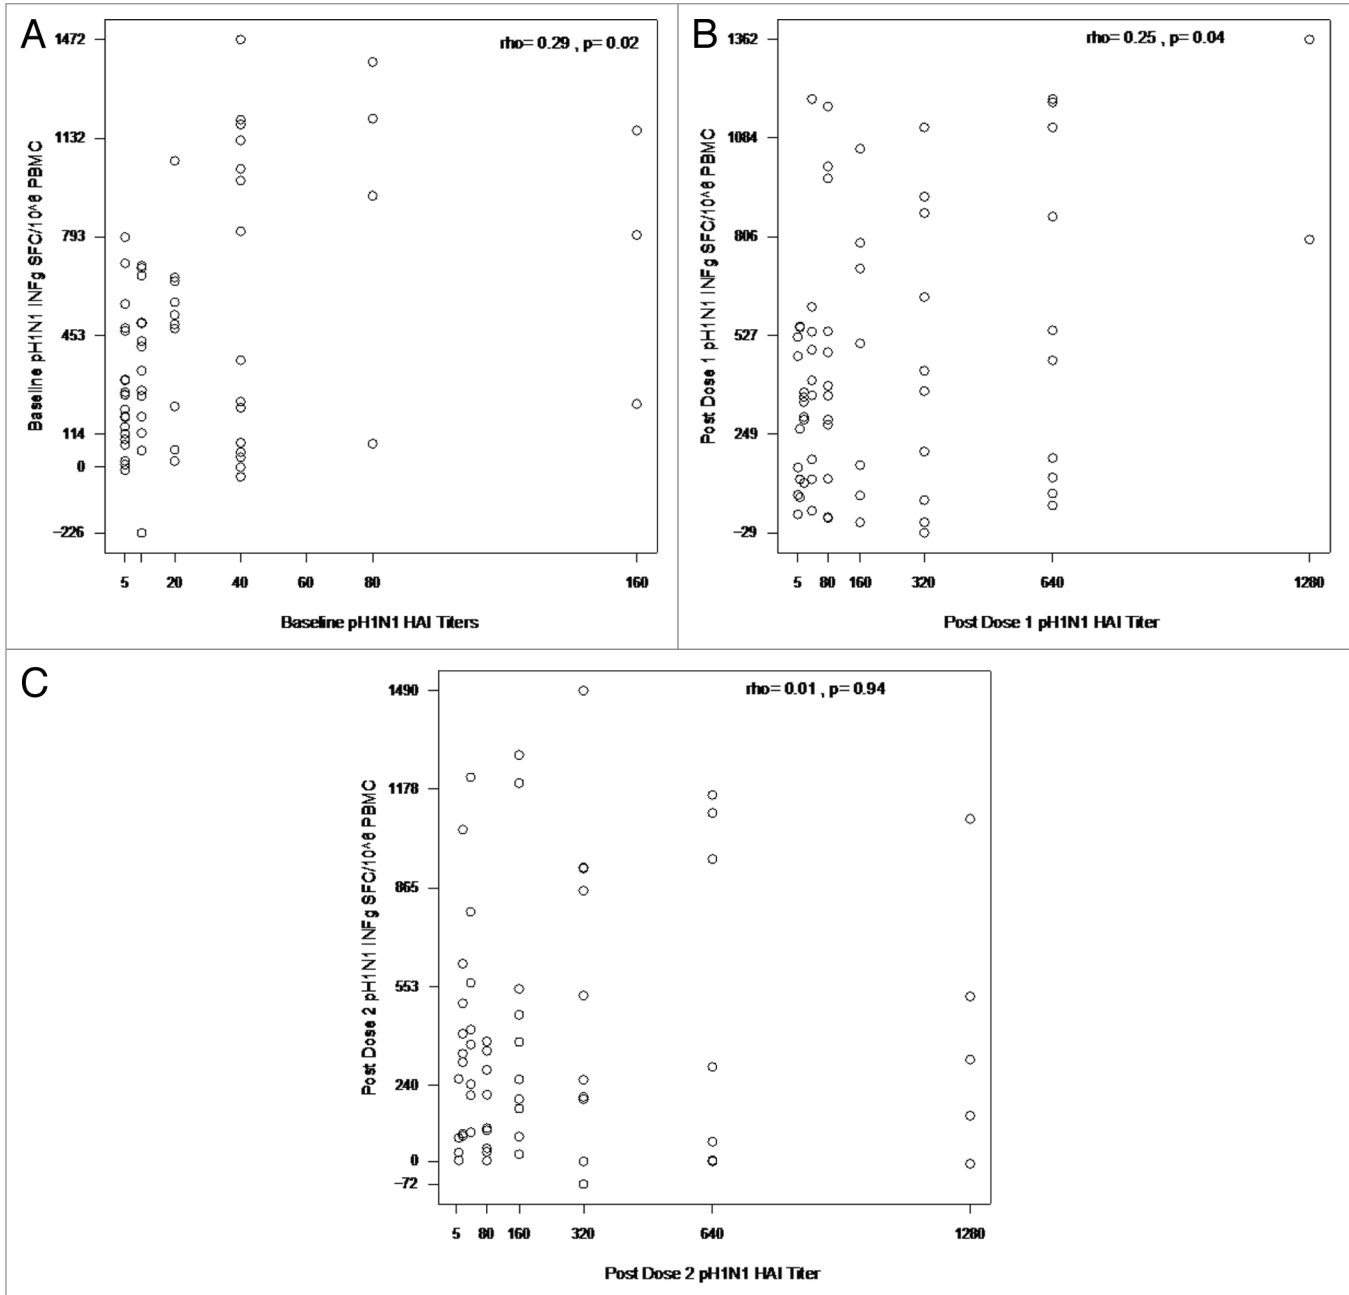 A
rho= 0.29 , p= 0.02
1472
1132
793
453
114
0
−226
Baseline pH1N1 INFg SFC/10^6 PBMC
5 20 40 60 80 160
Baseline pH1N1 HAI Titers
B
rho= 0.25 , p= 0.04
1362
1084
806
527
249
−29
Post Dose 1 pH1N1 INFg SFC/10^6 PBMC
5 80 160 320 640 1280
Post Dose 1 pH1N1 HAI Titer
C
rho= 0.01 , p= 0.94
1490
1178
865
553
240
0
−72
Post Dose 2 pH1N1 INFg SFC/10^6 PBMC
5 80 160 320 640 1280
Post Dose 2 pH1N1 HAI Titer